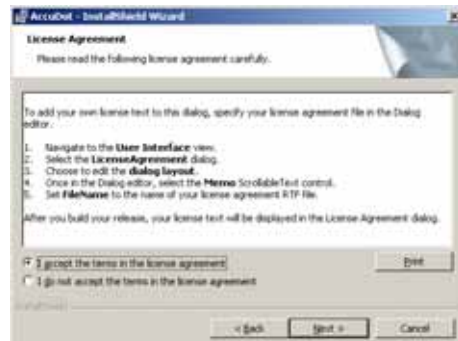 AccuDot - InstallShield Wizard
License Agreement
Please read the following license agreement carefully.
To add your own license text to this dialog, specify your license agreement file in the Dialog
editor.
1. Navigate to the User Interface view.
2. Select the LicenseAgreement dialog.
3. Choose to edit the dialog layout.
4. Once in the Dialog editor, select the Memo ScrollableText control.
5. Set FileName to the name of your license agreement RTF file.
After you build your release, your license text will be displayed in the License Agreement dialog.
I accept the terms in the license agreement
Print
I do not accept the terms in the license agreement
InstallShield
< Back
Next >
Cancel